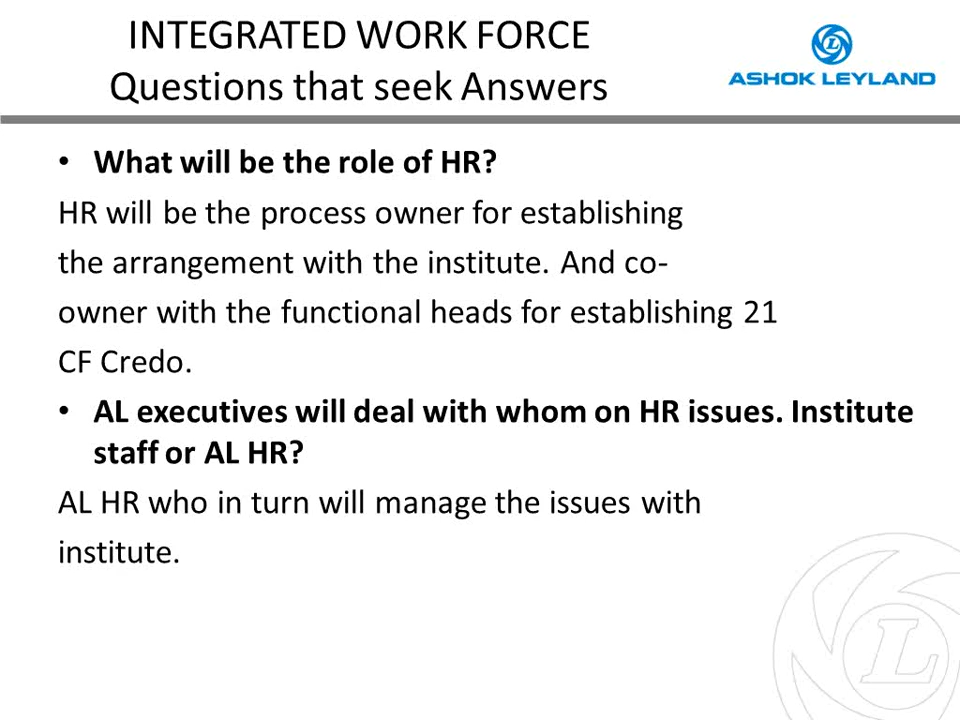 INTEGRATED WORK FORCE
Questions that seek Answers
ASHOK LEYLAND
• What will be the role of HR?
HR will be the process owner for establishing
the arrangement with the institute. And co-
owner with the functional heads for establishing 21
CF Credo.
• AL executives will deal with whom on HR issues. Institute
staff or AL HR?
AL HR who in turn will manage the issues with
institute.
L